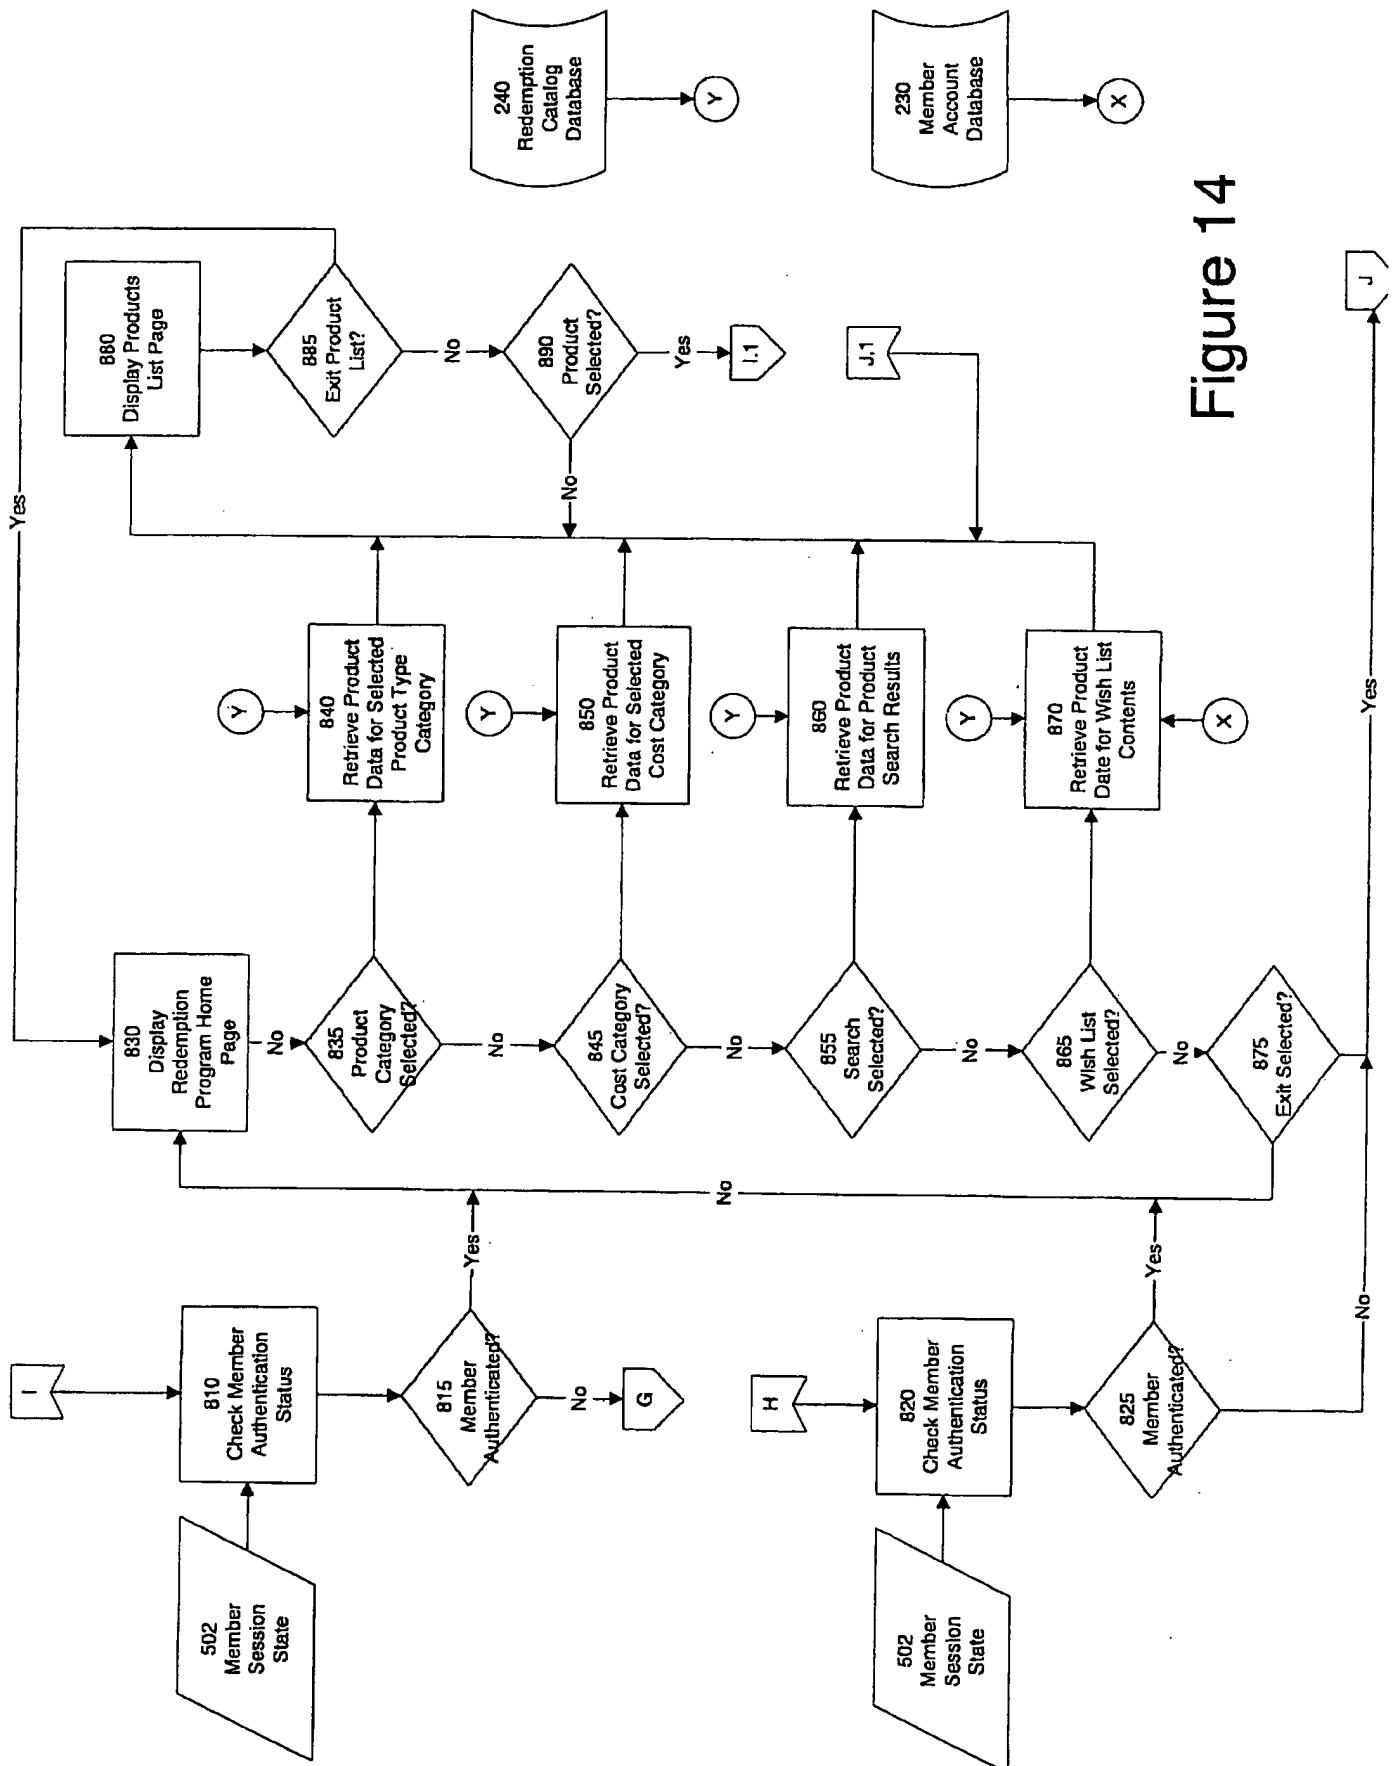 I
502
Member
Session
State
810
Check Member
Authentication
Status
815
Member
Authenticated?
Yes
No
G
H
502
Member
Session
State
820
Check Member
Authentication
Status
825
Member
Authenticated?
Yes
No
No
830
Display
Redemption
Program Home
Page
No
835
Product
Category
Selected?
No
845
Cost Category
Selected?
No
855
Search
Selected?
No
865
Wish List
Selected?
No
875
Exit Selected?
Yes
J
Y
840
Retrieve Product
Data for Selected
Product Type
Category
Y
850
Retrieve Product
Data for Selected
Cost Category
Y
860
Retrieve Product
Data for Product
Search Results
Y
870
Retrieve Product
Date for Wish List
Contents
X
Yes
880
Display Products
List Page
885
Exit Product
List?
No
890
Product
Selected?
No
Yes
I.1
J.1
240
Redemption
Catalog
Database
Y
230
Member
Account
Database
X
Figure 14